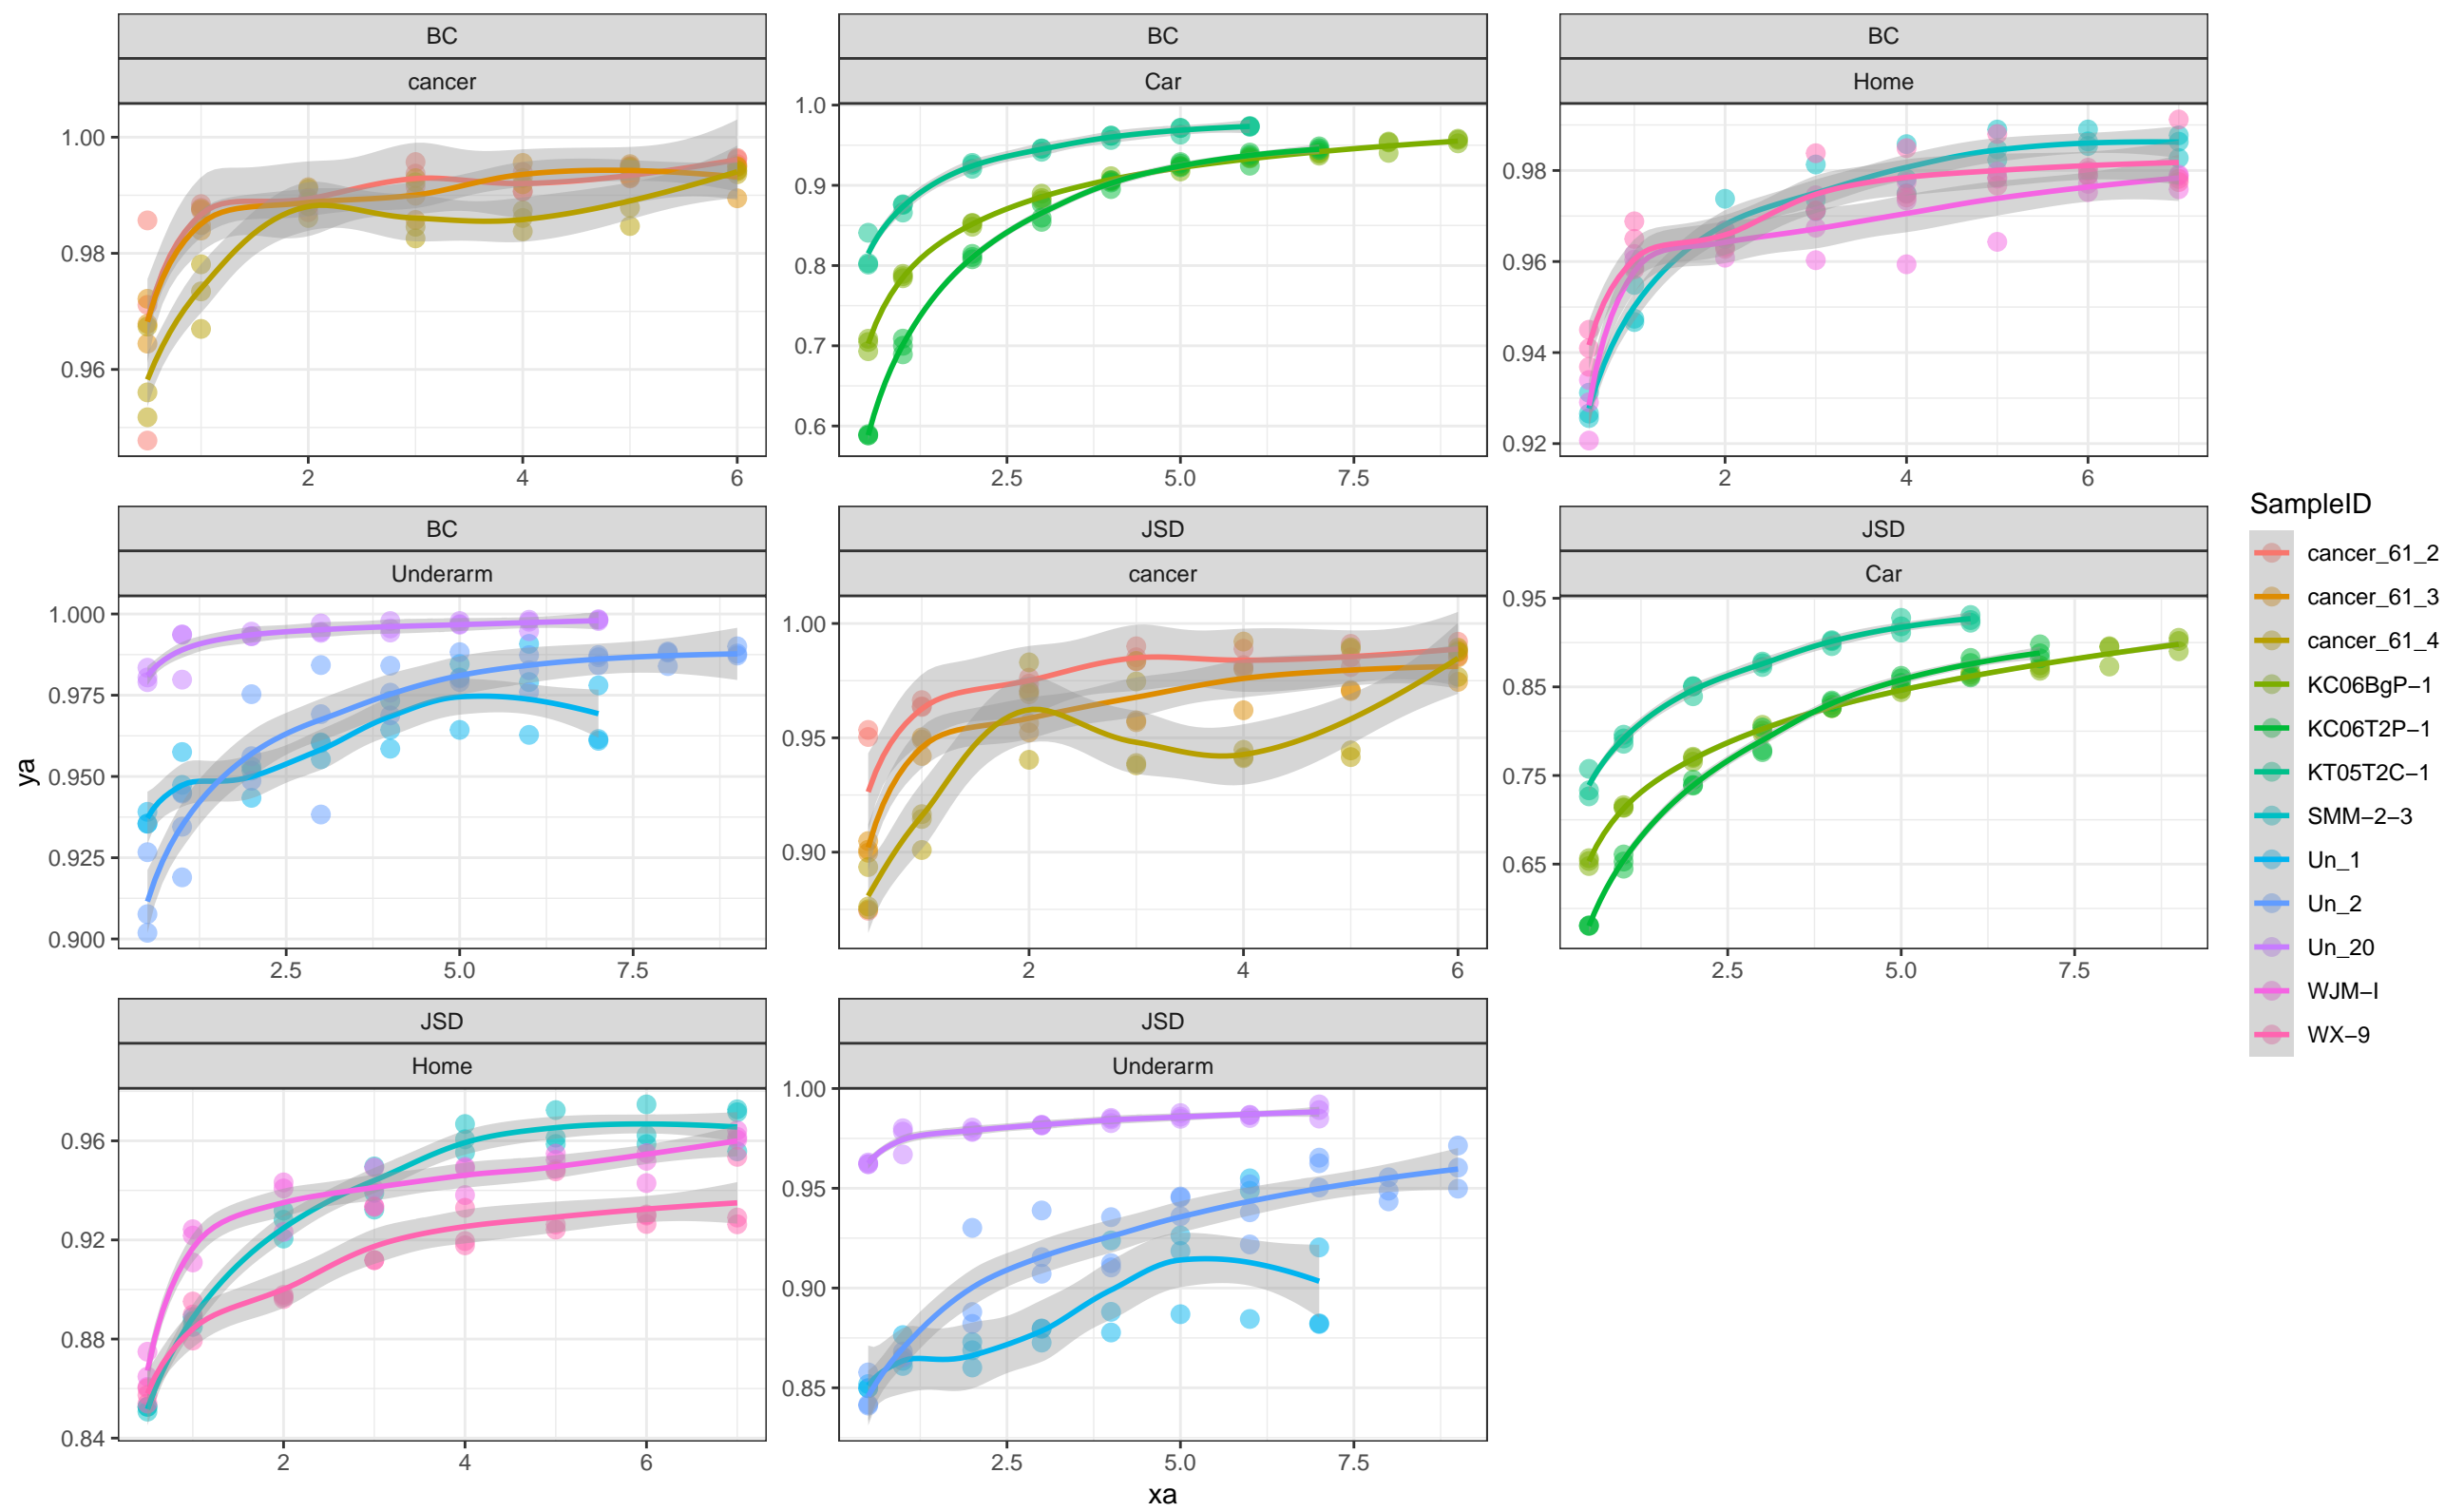 BC
cancer
1.00
0.98
0.96
2 4 6
BC
Car
1.0
0.9
0.8
0.7
0.6
2.5 5.0 7.5
BC
Home
0.98
0.96
0.94
0.92
2 4 6
BC
Underarm
1.000
0.975
0.950
0.925
0.900
2.5 5.0 7.5
JSD
cancer
1.00
0.95
0.90
2 4 6
JSD
Car
0.95
0.85
0.75
0.65
2.5 5.0 7.5
JSD
Home
0.96
0.92
0.88
0.84
2 4 6
JSD
Underarm
1.00
0.95
0.90
0.85
2.5 5.0 7.5
ya
xa
SampleID
cancer_61_2
cancer_61_3
cancer_61_4
KC06BgP−1
KC06T2P−1
KT05T2C−1
SMM−2−3
Un_1
Un_2
Un_20
WJM−I
WX−9